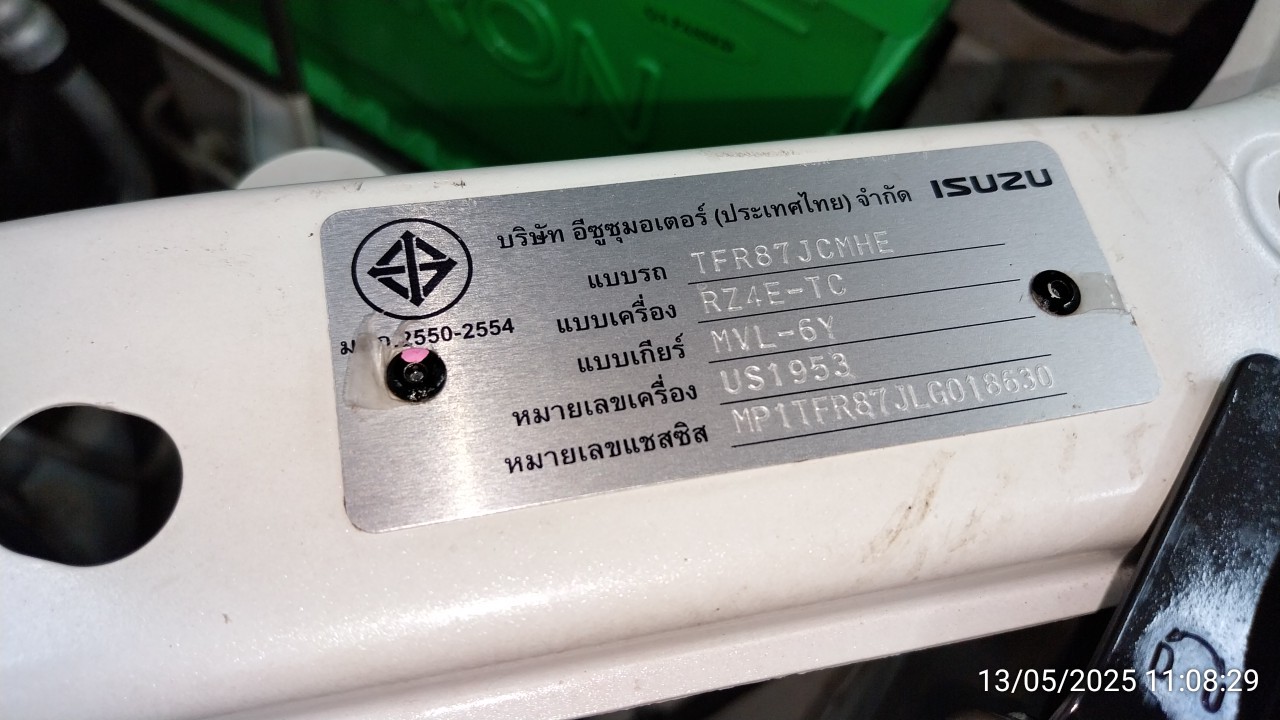 บริษัท อีซูซุมอเตอร์ (ประเทศไทย) จำกัด ISUZU
แบบรถ TFR87JCMHE
แบบเครื่อง RZ4E-TC
แบบเกียร์ MVL-6Y
หมายเลขเครื่อง US1953
หมายเลขแชสซิส MP1TFR87JLG018630
2550-2554
13/05/2025 11:08:29